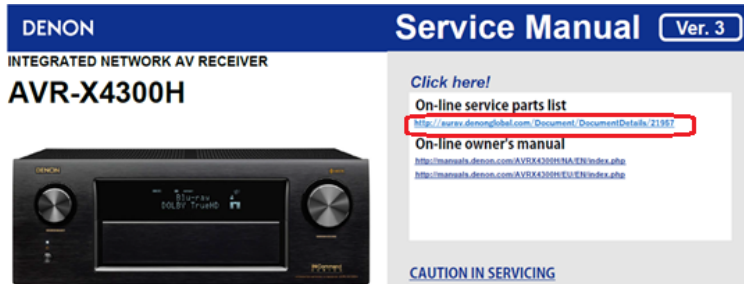 DENON
Service Manual
Ver. 3
INTEGRATED NETWORK AV RECEIVER
AVR-X4300H
Click here!
On-line service parts list
http://aurav.denonglobal.com/Document/DocumentDetails/21957
On-line owner's manual
http://manuals.denon.com/AVRX4300H/NA/EN/index.php
http://manuals.denon.com/AVRX4300H/EU/EN/index.php
DENON
Blu-ray
DOLBY TrueHD
CAUTION IN SERVICING